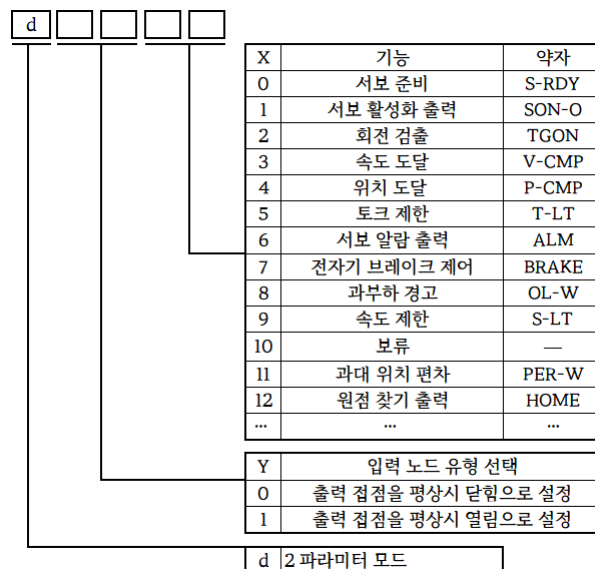 d
X 기능 약자
0 서보 준비 S-RDY
1 서보 활성화 출력 SON-O
2 회전 검출 TGON
3 속도 도달 V-CMP
4 위치 도달 P-CMP
5 토크 제한 T-LT
6 서보 알람 출력 ALM
7 전자기 브레이크 제어 BRAKE
8 과부하 경고 OL-W
9 속도 제한 S-LT
10 보류 —
11 과대 위치 편차 PER-W
12 원점 찾기 출력 HOME
... ... ...
Y 입력 노드 유형 선택
0 출력 접점을 평상시 닫힘으로 설정
1 출력 접점을 평상시 열림으로 설정
d 2 파라미터 모드